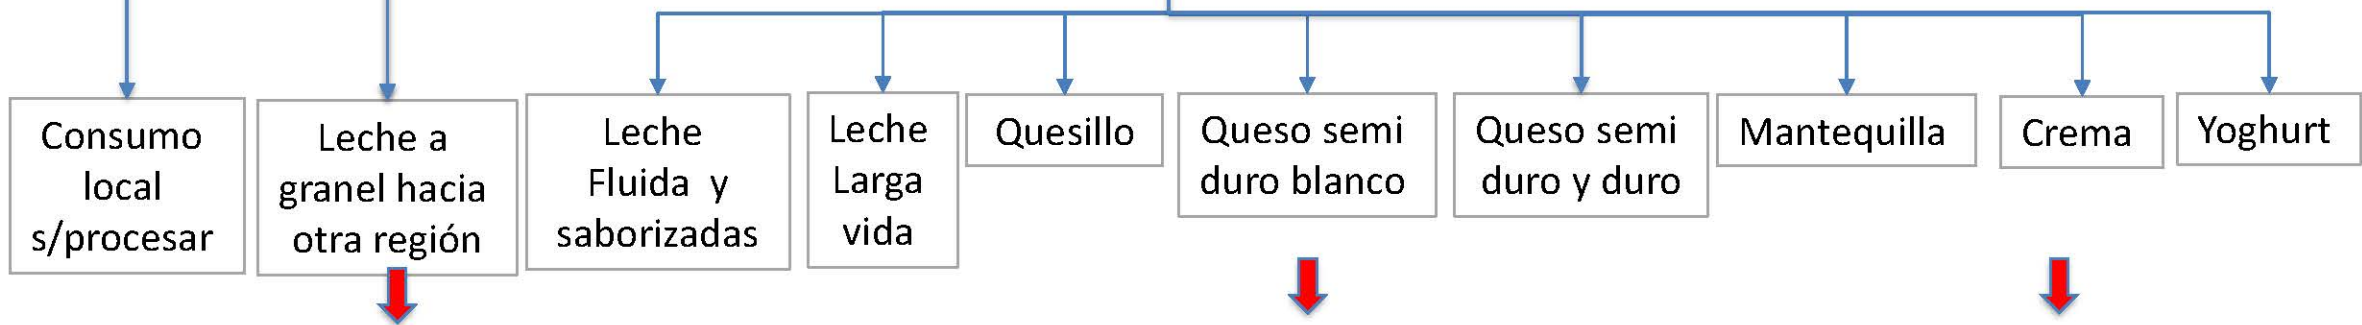 Consumo
local
s/procesar
Leche a
granel hacia
otra región
Leche
Fluida y
saborizadas
Leche
Larga
vida
Quesillo
Queso semi
duro blanco
Queso semi
duro y duro
Mantequilla
Crema
Yoghurt